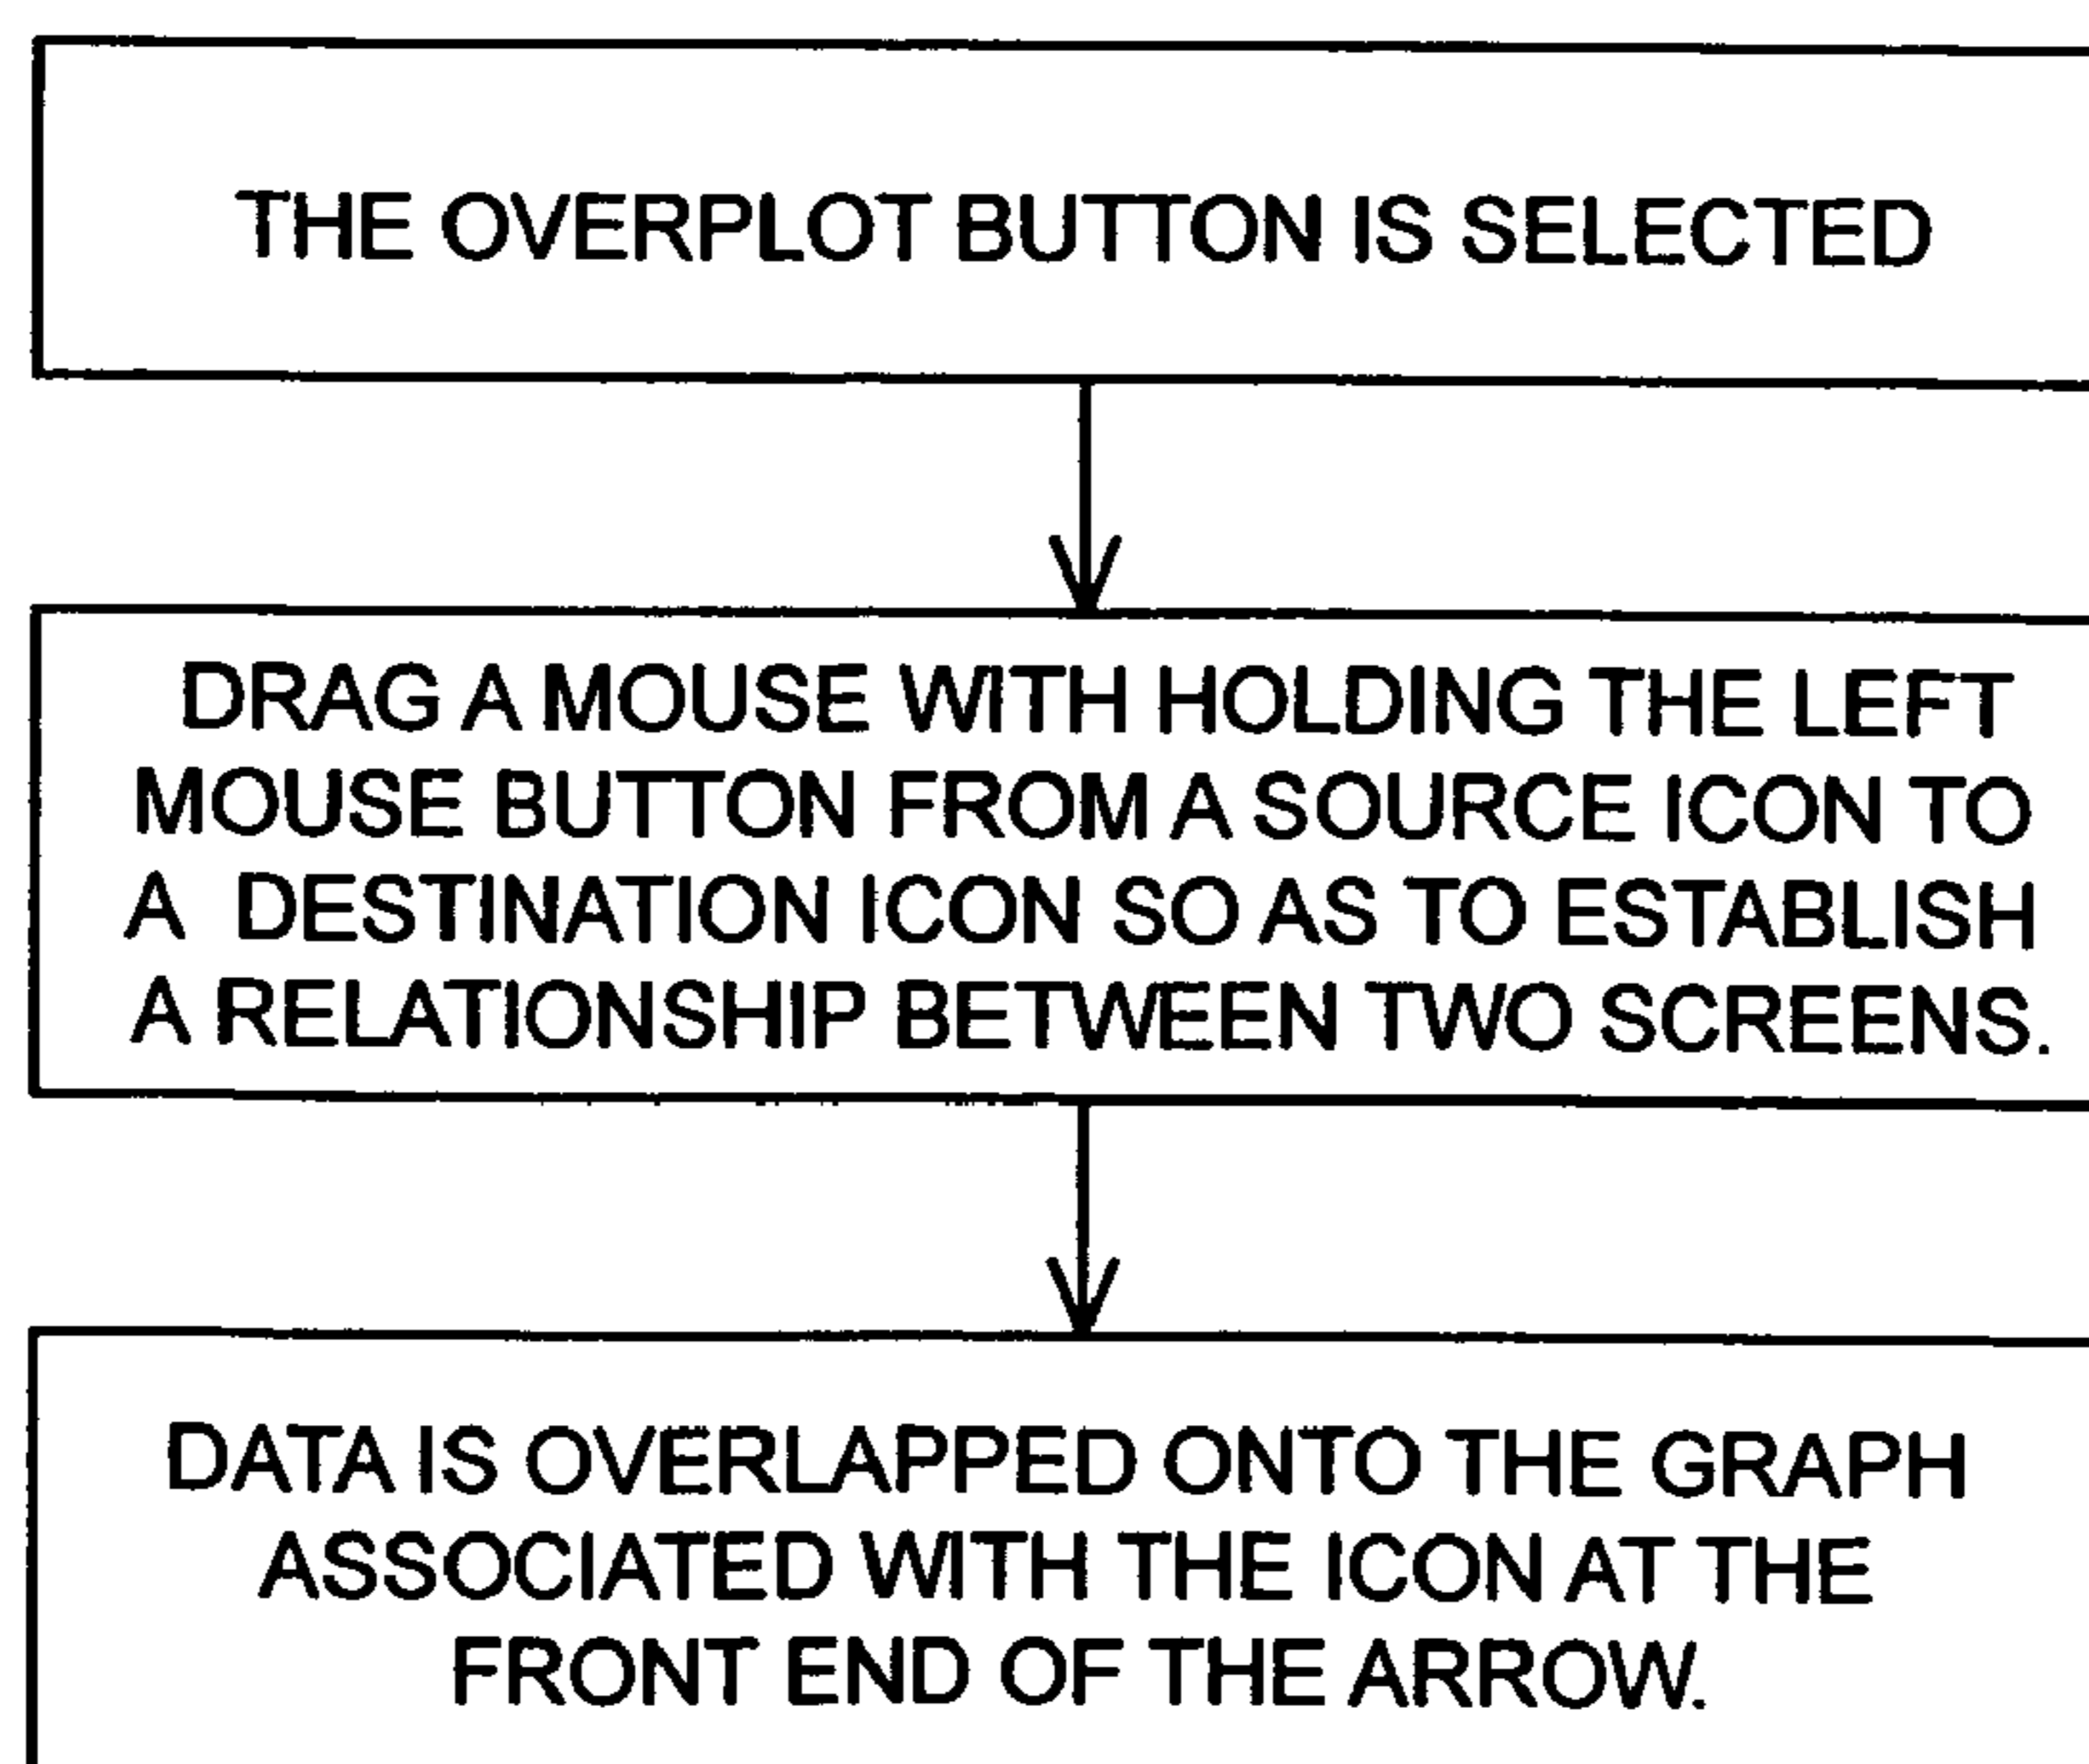 THE OVERPLOT BUTTON IS SELECTED
DRAG A MOUSE WITH HOLDING THE LEFT
MOUSE BUTTON FROM A SOURCE ICON TO
A DESTINATION ICON SO AS TO ESTABLISH
A RELATIONSHIP BETWEEN TWO SCREENS.
DATA IS OVERLAPPED ONTO THE GRAPH
ASSOCIATED WITH THE ICON AT THE
FRONT END OF THE ARROW.